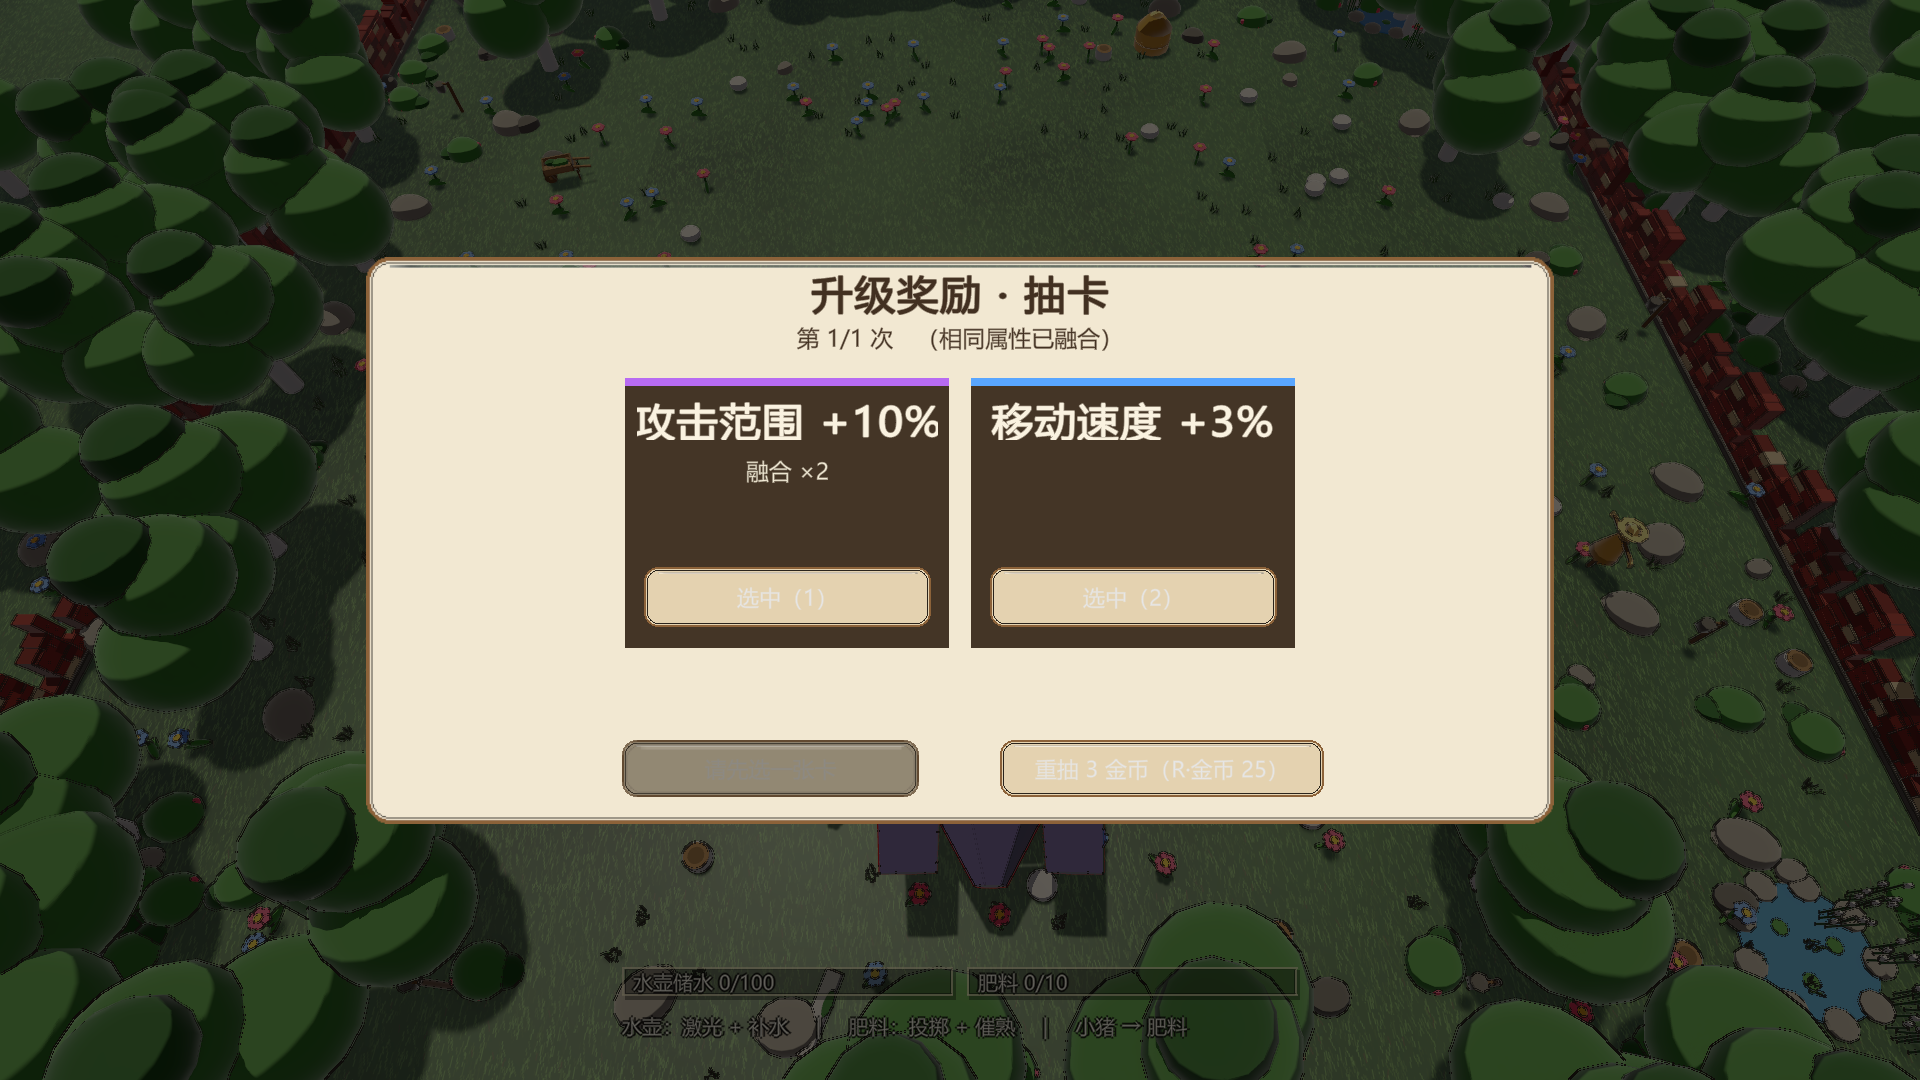 升级奖励 · 抽卡
第 1/1 次 （相同属性已融合）
攻击范围 +10%
融合 ×2
选中（1）
移动速度 +3%
选中（2）
重抽 3 金币（R·金币 25）
水壶储水 0/100
肥料 0/10
水壶：激光 + 补水 | 肥料：投掷 + 催熟 | 小猪 → 肥料